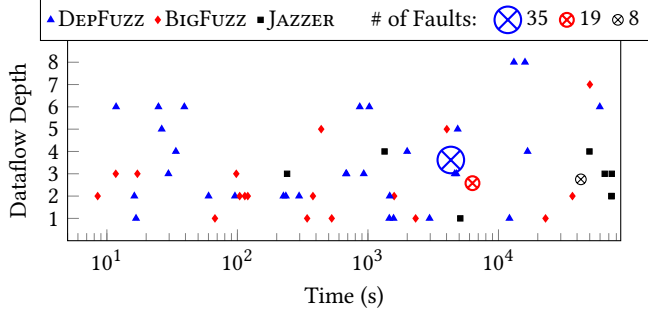 DEPFUZZ BIGFUZZ JAZZER # of Faults: 35 19 8
Dataflow Depth
8
7
6
5
4
3
2
1
10^1 10^2 10^3 10^4
Time (s)